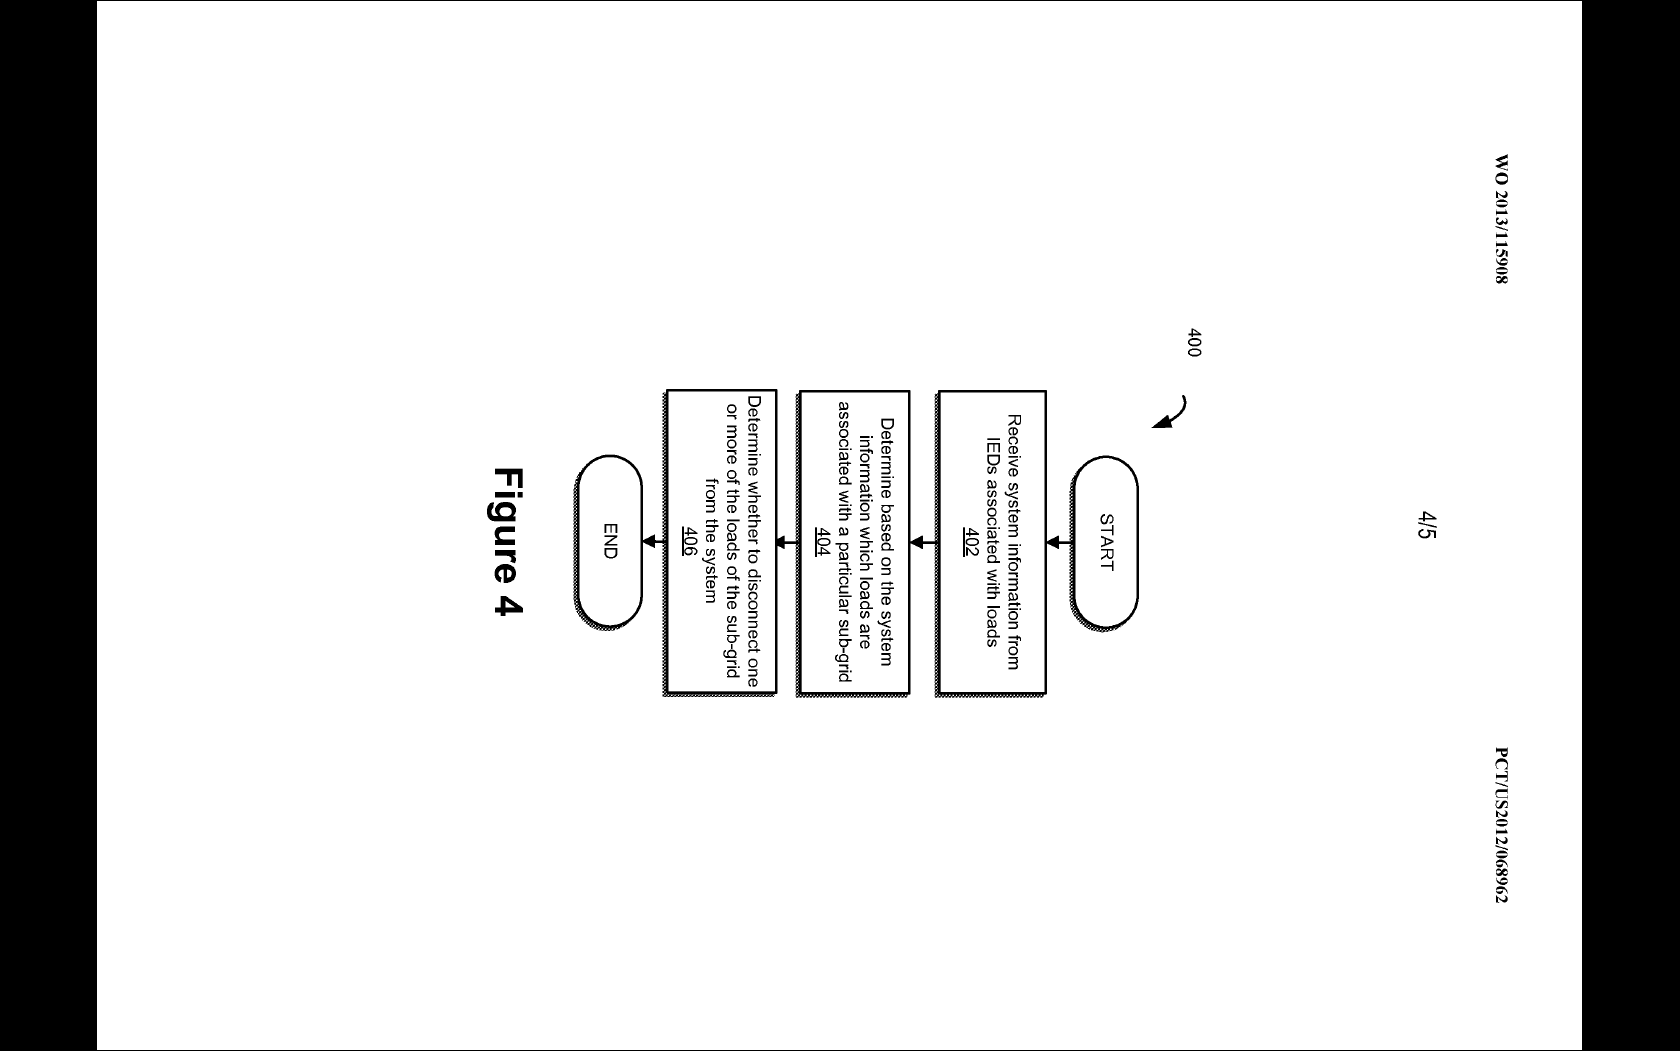 WO 2013/115908
PCT/US2012/068962
4/5
400
START
Receive system information from
IEDs associated with loads
402
Determine based on the system
information which loads are
associated with a particular sub-grid
404
Determine whether to disconnect one
or more of the loads of the sub-grid
from the system
406
END
Figure 4